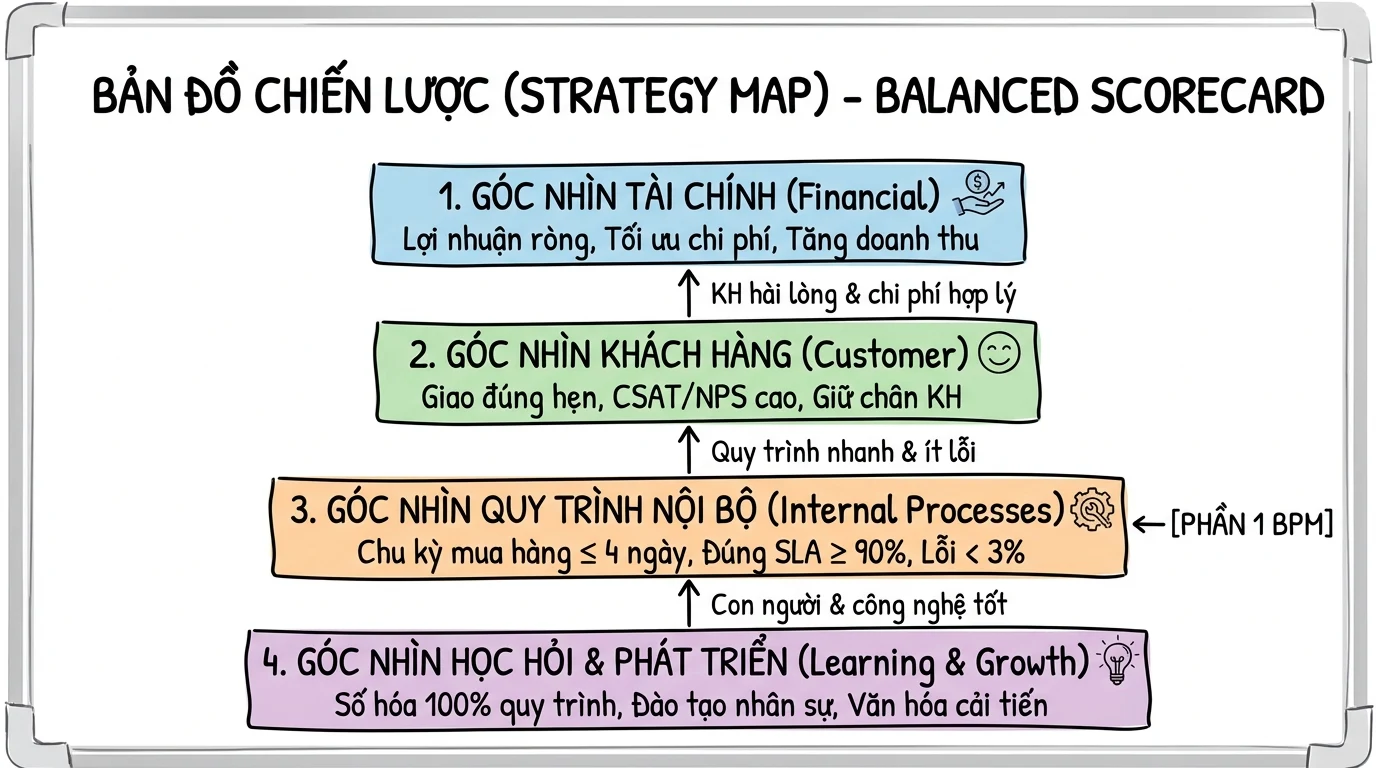 BẢN ĐỒ CHIẾN LƯỢC (STRATEGY MAP) – BALANCED SCORECARD
1. GÓC NHÌN TÀI CHÍNH (Financial)
$
Lợi nhuận ròng, Tối ưu chi phí, Tăng doanh thu
KH hài lòng & chi phí hợp lý
2. GÓC NHÌN KHÁCH HÀNG (Customer)
Giao đúng hẹn, CSAT/NPS cao, Giữ chân KH
Quy trình nhanh & ít lỗi
3. GÓC NHÌN QUY TRÌNH NỘI BỘ (Internal Processes)
Chu kỳ mua hàng ≤ 4 ngày, Đúng SLA ≥ 90%, Lỗi < 3%
[PHẦN 1 BPM]
Con người & công nghệ tốt
4. GÓC NHÌN HỌC HỎI & PHÁT TRIỂN (Learning & Growth)
Số hóa 100% quy trình, Đào tạo nhân sự, Văn hóa cải tiến